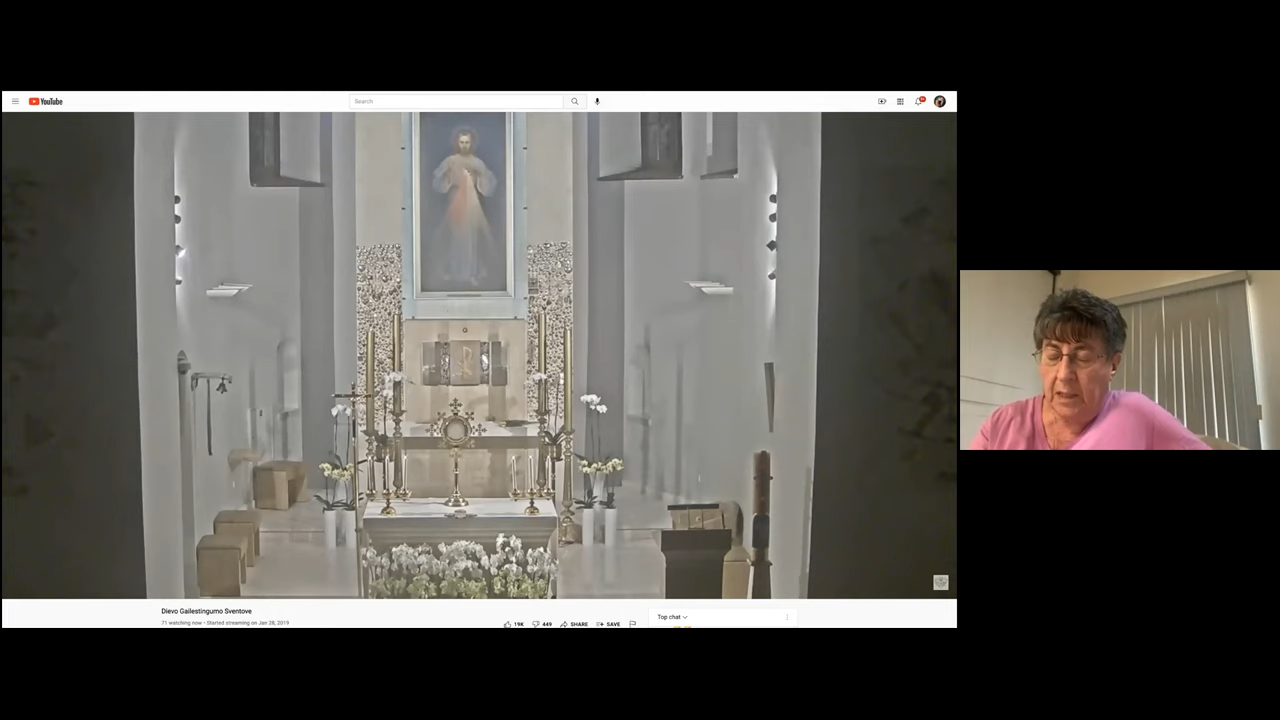 YouTube
Search
9+
Dievo Gailestingumo Sventove
71 watching now • Started streaming on Jan 28, 2019
19K
449
SHARE
SAVE
Top chat